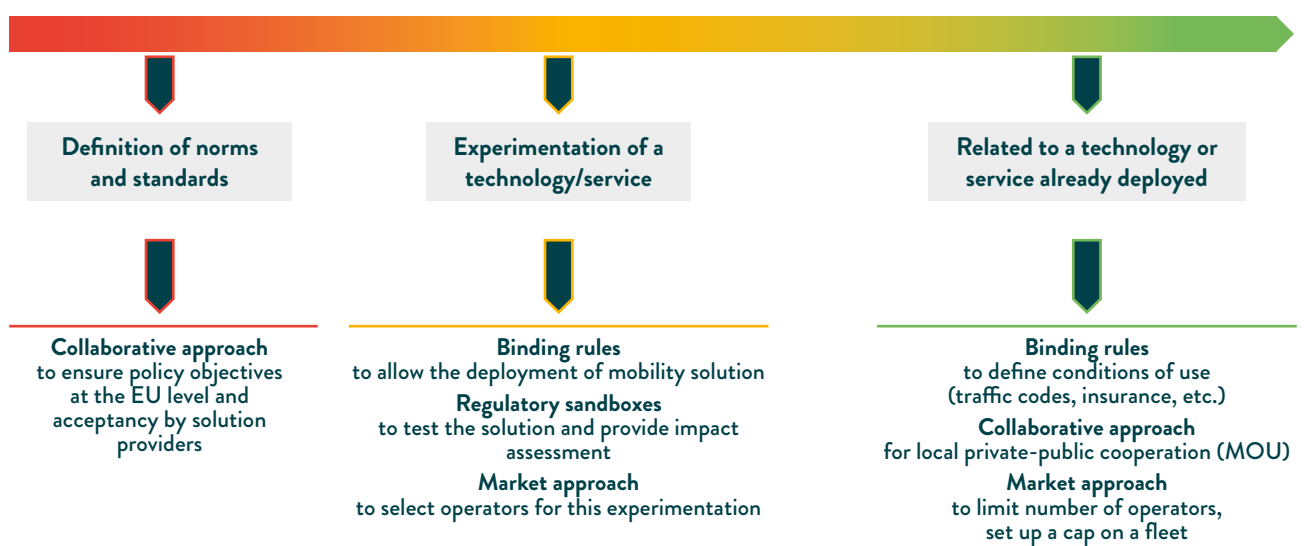 Definition of norms
and standards
Experimentation of a
technology/service
Related to a technology or
service already deployed
Collaborative approach
to ensure policy objectives
at the EU level and
acceptancy by solution
providers
Binding rules
to allow the deployment of mobility solution
Regulatory sandboxes
to test the solution and provide impact
assessment
Market approach
to select operators for this experimentation
Binding rules
to define conditions of use
(traffic codes, insurance, etc.)
Collaborative approach
for local private-public cooperation (MOU)
Market approach
to limit number of operators,
set up a cap on a fleet